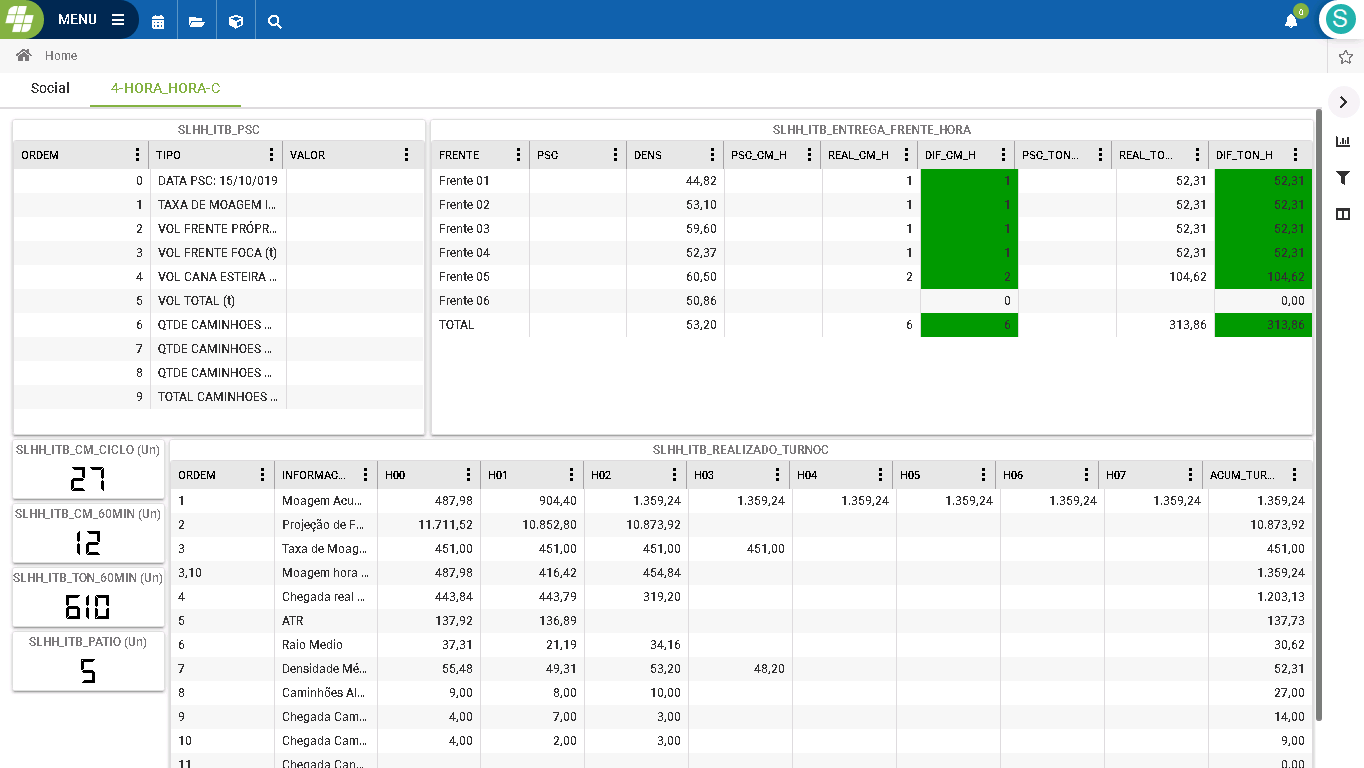 MENU
0
S
Home
Social 4-HORA_HORA-C
SLHH_ITB_PSC
ORDEM TIPO VALOR
0 DATA PSC: 15/10/019
1 TAXA DE MOAGEM I...
2 VOL FRENTE PRÓPR...
3 VOL FRENTE FOCA (t)
4 VOL CANA ESTEIRA ...
5 VOL TOTAL (t)
6 QTDE CAMINHOES ...
7 QTDE CAMINHOES ...
8 QTDE CAMINHOES ...
9 TOTAL CAMINHOES ...
SLHH_ITB_ENTREGA_FRENTE_HORA
FRENTE PSC DENS PSC_CM_H REAL_CM_H DIF_CM_H PSC_TON... REAL_TO... DIF_TON_H
Frente 01 44,82 1 1 52,31 52,31
Frente 02 53,10 1 1 52,31 52,31
Frente 03 59,60 1 1 52,31 52,31
Frente 04 52,37 1 1 52,31 52,31
Frente 05 60,50 2 2 104,62 104,62
Frente 06 50,86 0 0,00
TOTAL 53,20 6 6 313,86 313,86
SLHH_ITB_CM_CICLO (Un)
27
SLHH_ITB_CM_60MIN (Un)
12
SLHH_ITB_TON_60MIN (Un)
610
SLHH_ITB_PATIO (Un)
5
SLHH_ITB_REALIZADO_TURNOC
ORDEM INFORMAC... H00 H01 H02 H03 H04 H05 H06 H07 ACUM_TUR...
1 Moagem Acu... 487,98 904,40 1.359,24 1.359,24 1.359,24 1.359,24 1.359,24 1.359,24 1.359,24
2 Projeção de F... 11.711,52 10.852,80 10.873,92 10.873,92
3 Taxa de Moag... 451,00 451,00 451,00 451,00 451,00
3,10 Moagem hora ... 487,98 416,42 454,84 1.359,24
4 Chegada real ... 443,84 443,79 319,20 1.203,13
5 ATR 137,92 136,89 137,73
6 Raio Medio 37,31 21,19 34,16 30,62
7 Densidade Mé... 55,48 49,31 53,20 48,20 52,31
8 Caminhões Al... 9,00 8,00 10,00 27,00
9 Chegada Cam... 4,00 7,00 3,00 14,00
10 Chegada Cam... 4,00 2,00 3,00 9,00
11 Chegada Can... 0,00